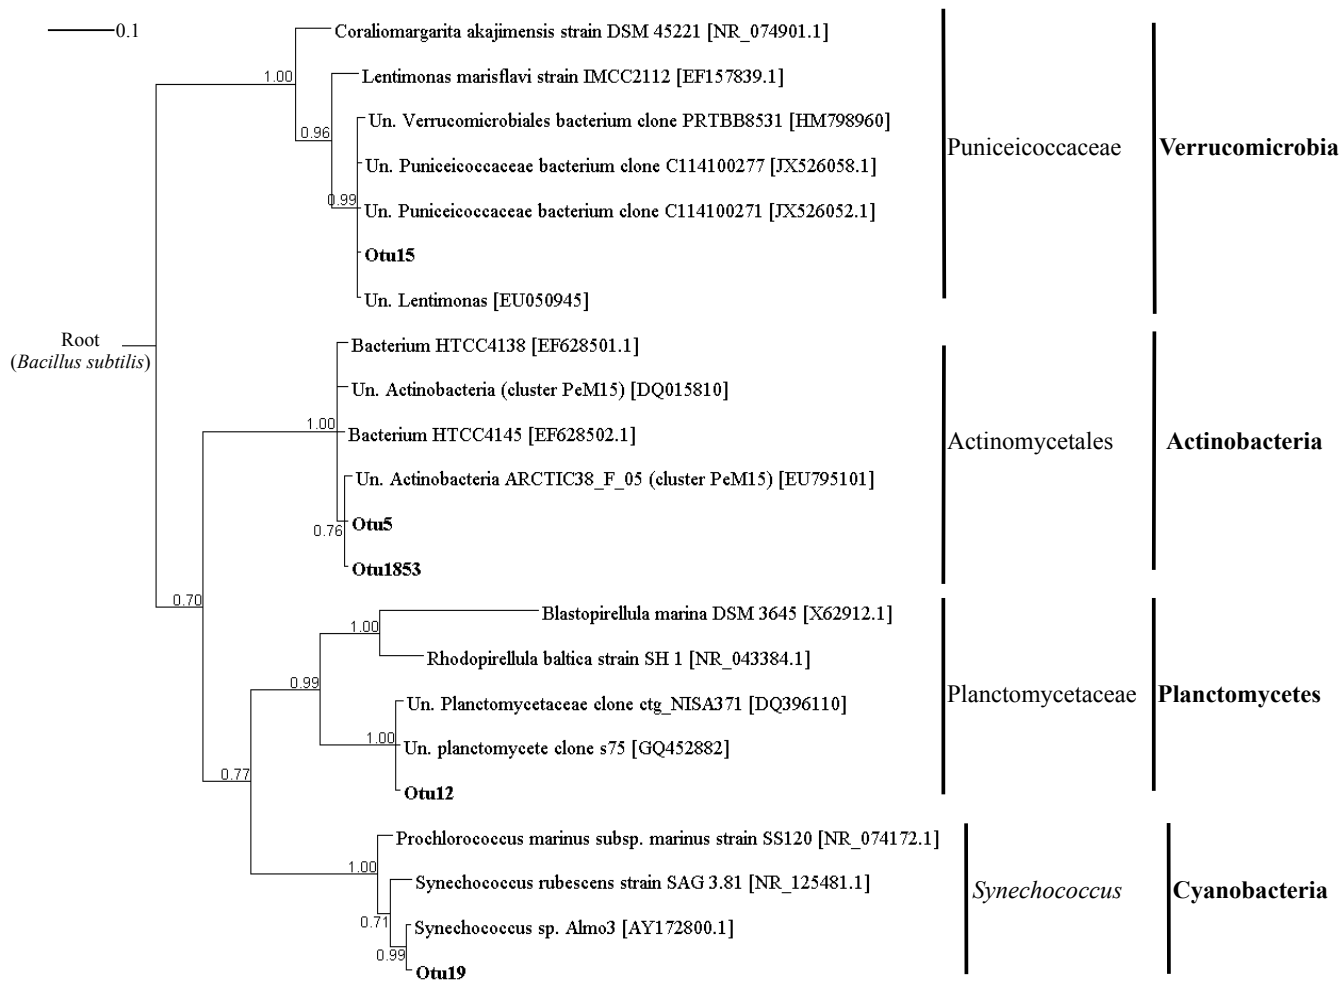 0.1
Coraliomargarita akajimensis strain DSM 45221 [NR_074901.1]
1.00
Lentimonas marisflavi strain IMCC2112 [EF157839.1]
0.96
Un. Verrucomicrobiales bacterium clone PRTBB8531 [HM798960]
Puniceicoccaceae
Verrucomicrobia
Un. Puniceicoccaceae bacterium clone C114100277 [JX526058.1]
0.99
Un. Puniceicoccaceae bacterium clone C114100271 [JX526052.1]
Otu15
Un. Lentimonas [EU050945]
Root
(Bacillus subtilis)
Bacterium HTCC4138 [EF628501.1]
Un. Actinobacteria (cluster PeM15) [DQ015810]
1.00
Bacterium HTCC4145 [EF628502.1]
Actinomycetales
Actinobacteria
Un. Actinobacteria ARCTIC38_F_05 (cluster PeM15) [EU795101]
0.76
Otu5
Otu1853
0.70
Blastopirellula marina DSM 3645 [X62912.1]
1.00
Rhodopirellula baltica strain SH 1 [NR_043384.1]
0.99
Un. Planctomycetaceae clone ctg_NISA371 [DQ396110]
Planctomycetaceae
Planctomycetes
1.00
Un. planctomycete clone s75 [GQ452882]
0.77
Otu12
Prochlorococcus marinus subsp. marinus strain SS120 [NR_074172.1]
1.00
Synechococcus rubescens strain SAG 3.81 [NR_125481.1]
Synechococcus
Cyanobacteria
0.71
Synechococcus sp. Almo3 [AY172800.1]
0.99
Otu19